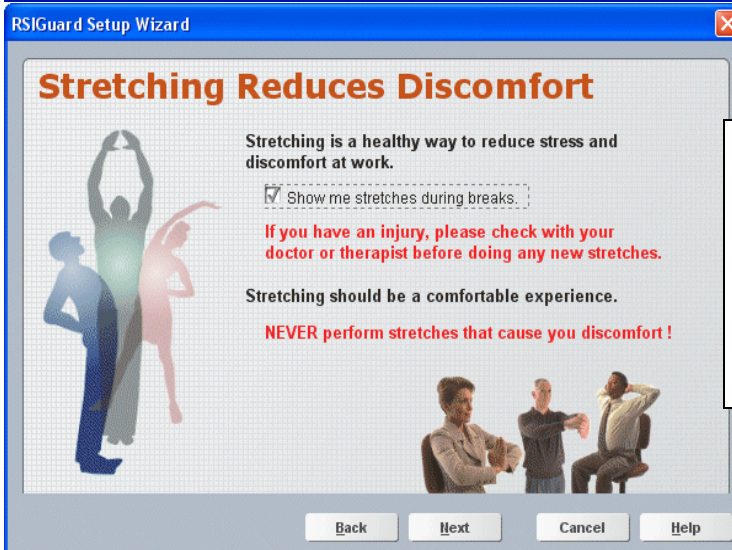 RSIGuard Setup Wizard
Stretching Reduces Discomfort
Stretching is a healthy way to reduce stress and
discomfort at work.
Show me stretches during breaks.
If you have an injury, please check with your
doctor or therapist before doing any new stretches.
Stretching should be a comfortable experience.
NEVER perform stretches that cause you discomfort !
Back Next Cancel Help